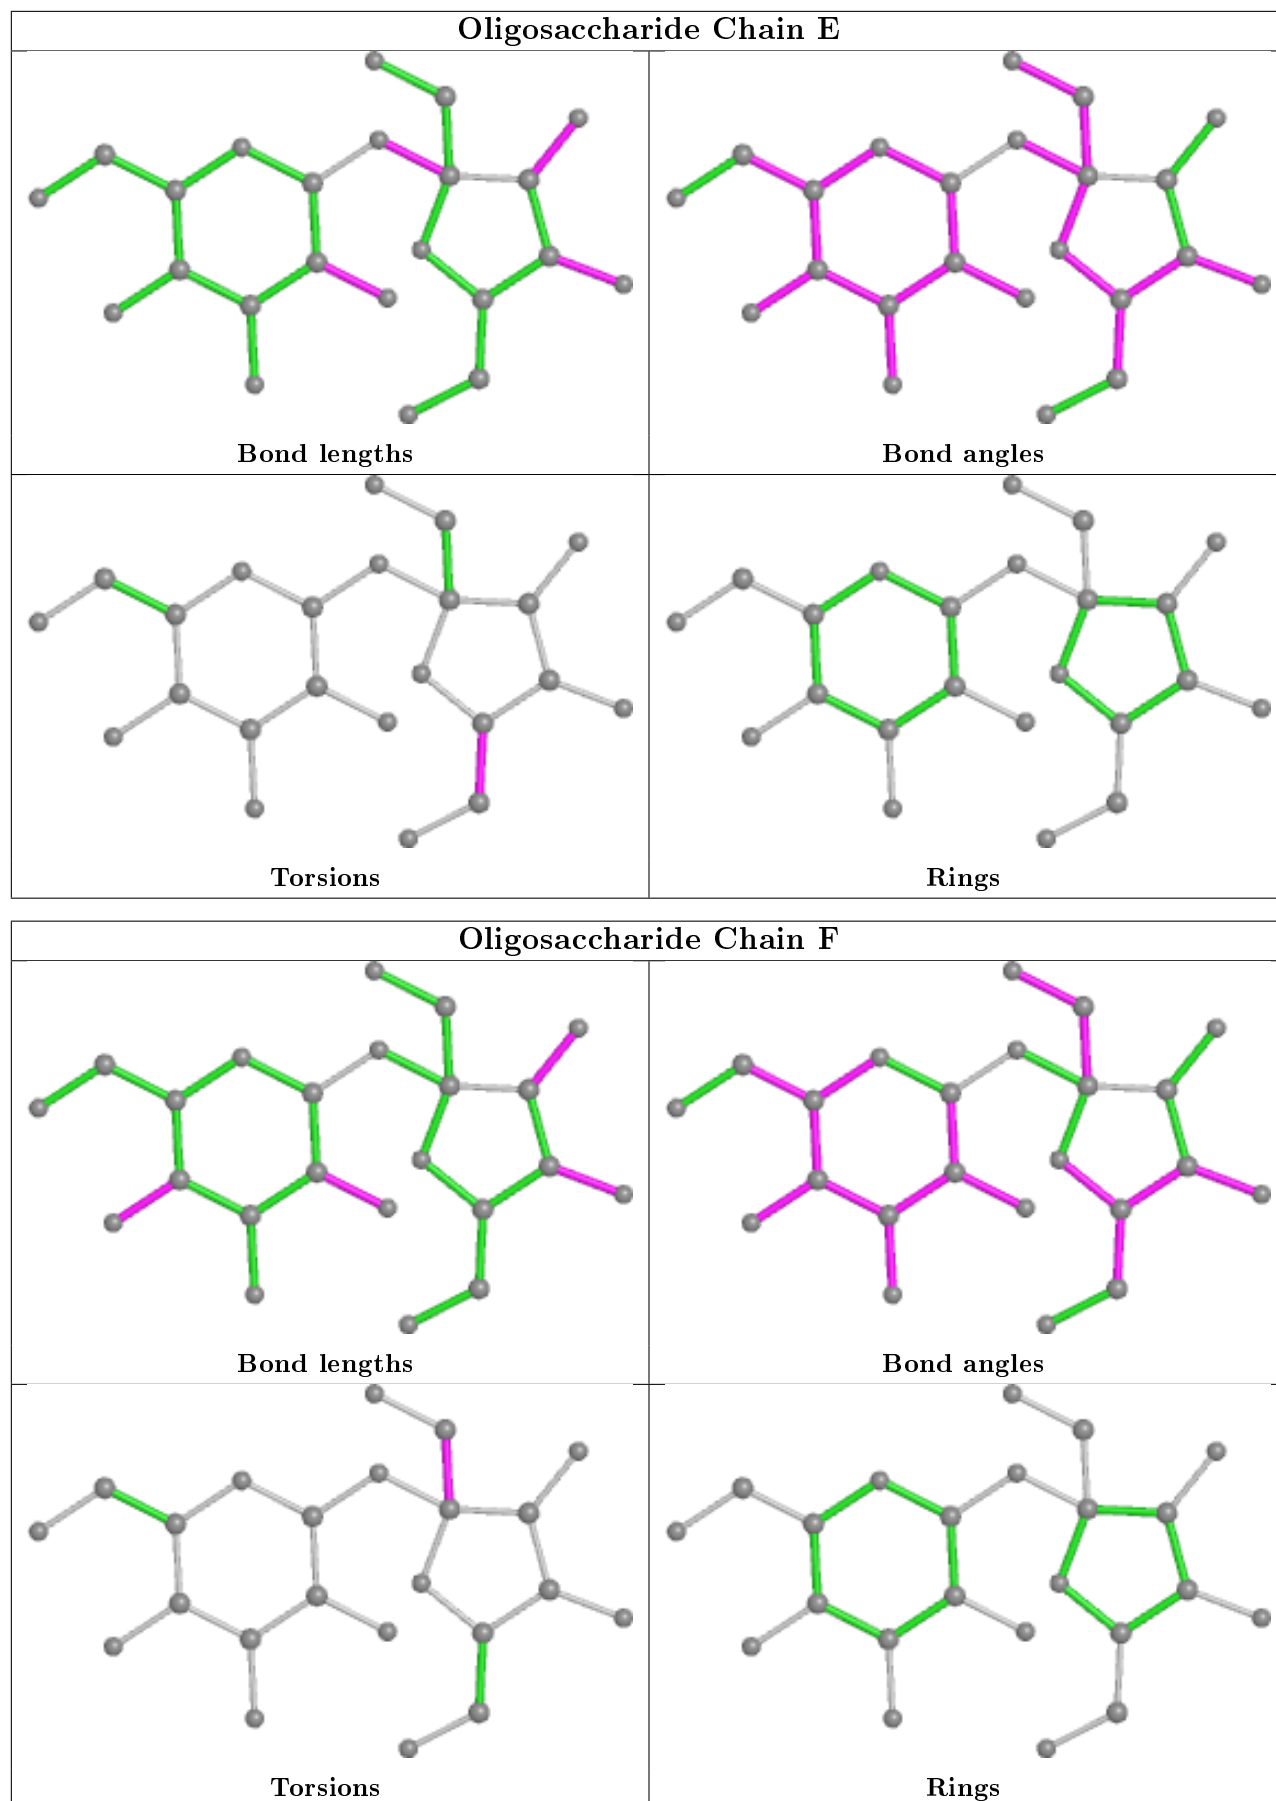 Oligosaccharide Chain E
Bond lengths
Bond angles
Torsions
Rings
Oligosaccharide Chain F
Bond lengths
Bond angles
Torsions
Rings